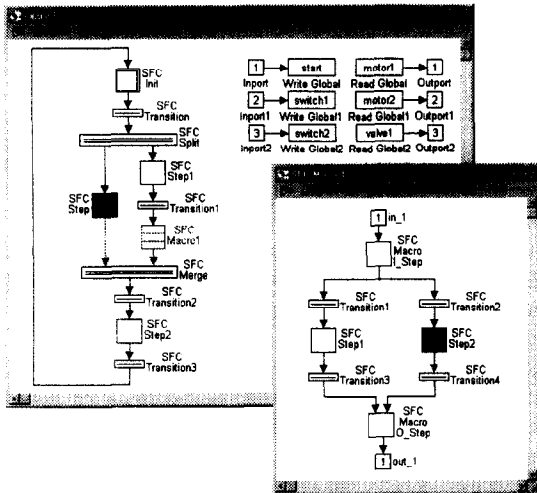 SFC
Init
SFC
Transition
SFC
Split
SFC
Step
SFC
Step1
SFC
Transition1
SFC
Macro1
SFC
Merge
SFC
Transition2
SFC
Step2
SFC
Transition3
1 start motor1 1
Inport Write Global Read Global Outport
2 switch1 motor2 2
Inport1 Write Global1 Read Global1 Outport1
3 switch2 valve1 3
Inport2 Write Global2 Read Global2 Outport2
1 in_1
SFC
Macro
I_Step
SFC
Transition1
SFC
Transition2
SFC
Step1
SFC
Step2
SFC
Transition3
SFC
Transition4
SFC
Macro
O_Step
1 out_1